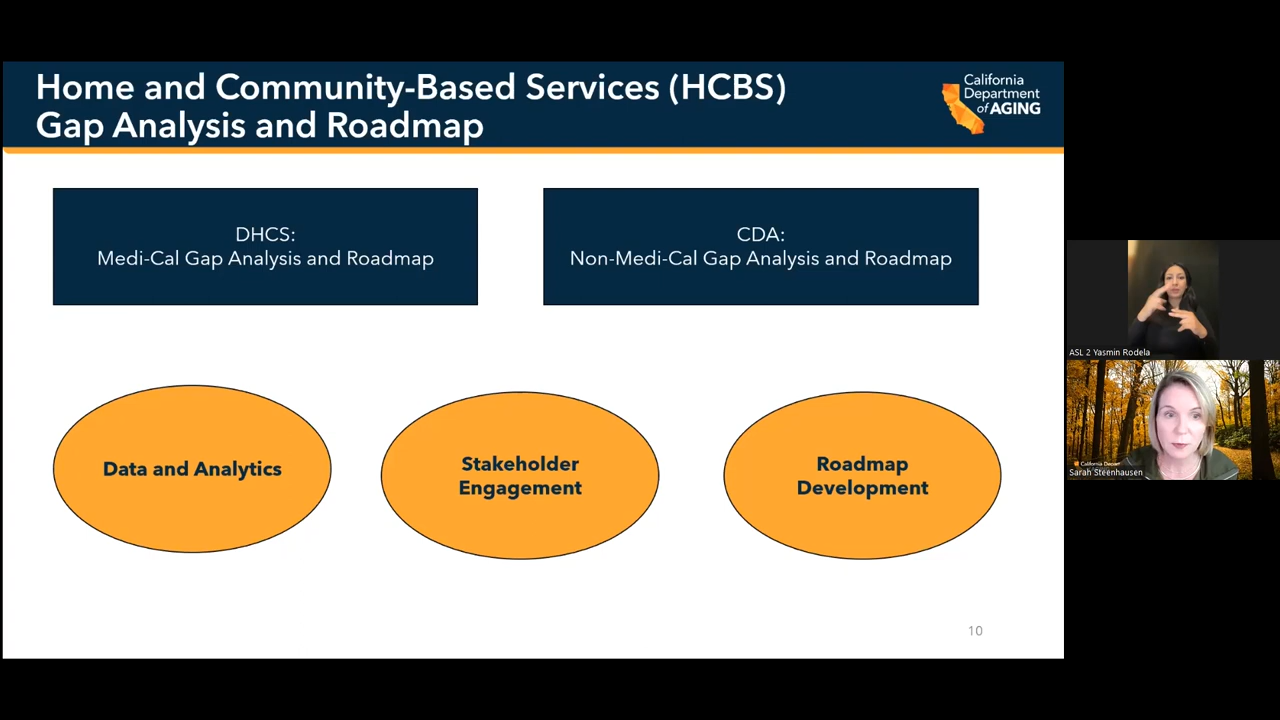 Home and Community-Based Services (HCBS)
Gap Analysis and Roadmap
California
Department
of AGING
DHCS:
Medi-Cal Gap Analysis and Roadmap
CDA:
Non-Medi-Cal Gap Analysis and Roadmap
Data and Analytics
Stakeholder
Engagement
Roadmap
Development
10
ASL 2 Yasmin Rodela
Sarah Steenhausen